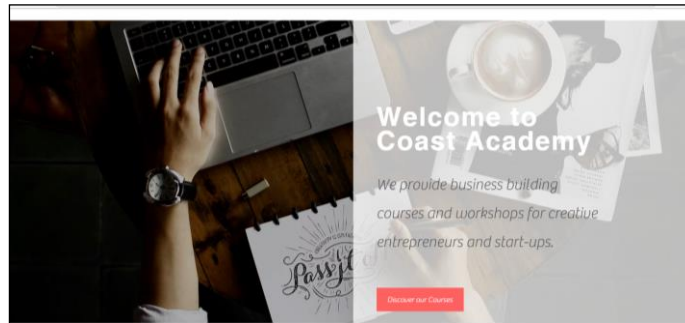 Welcome to
Coast Academy
We provide business building
courses and workshops for creative
entrepreneurs and start-ups.
Discover our Courses